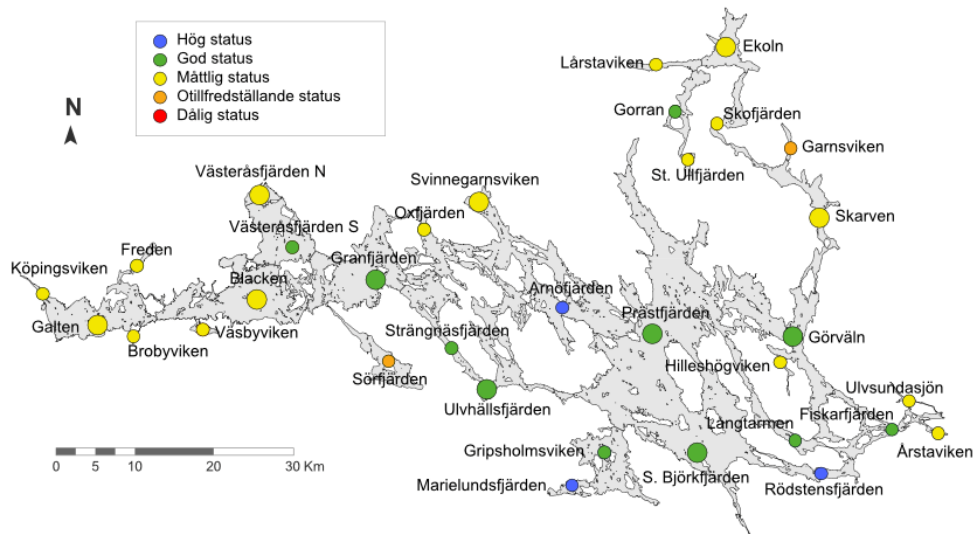 Hög status
God status
Måttlig status
Otillfredställande status
Dålig status
N
Ekoln
Lårstaviken
Gorran
Skofjärden
Garnsviken
St. Ullfjärden
Västeråsfjärden N
Svinnegarnsviken
Oxfjärden
Skarven
Västeråsfjärden S
Freden
Granfjärden
Köpingsviken
Blacken
Arnöfjärden
Galten
Väsbyviken
Brobyviken
Strängnäsfjärden
Prästfjärden
Görväln
Hilleshögviken
Sörfjärden
Ulvsundasjön
Ulvhällsfjärden
Långtarmen
Fiskarfjärden
Årstaviken
Gripsholmsviken
S. Björkfjärden
Marielundsfjärden
Rödstensfjärden
0 5 10 20 30 Km